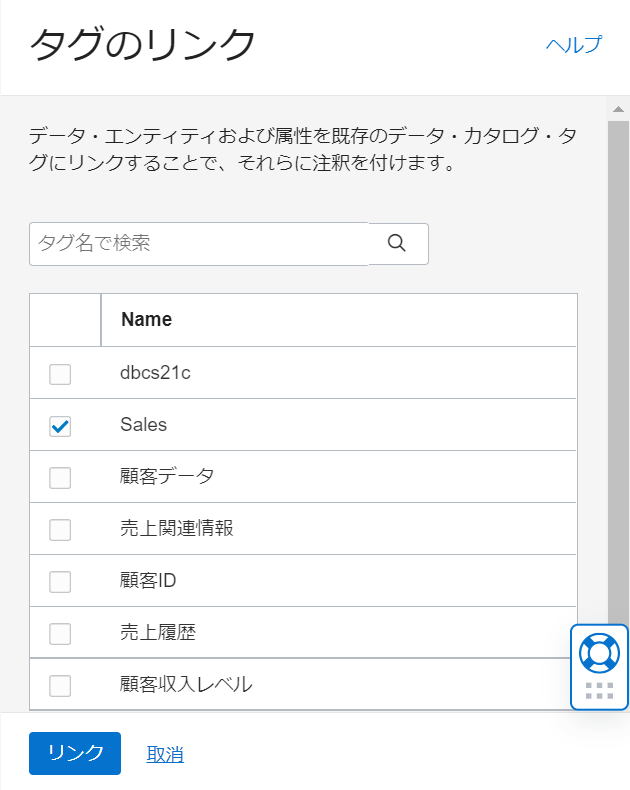 タグのリンク
ヘルプ
データ・エンティティおよび属性を既存のデータ・カタログ・タ
グにリンクすることで、それらに注釈を付けます。
タグ名で検索
Name
dbcs21c
Sales
顧客データ
売上関連情報
顧客ID
売上履歴
顧客収入レベル
リンク
取消